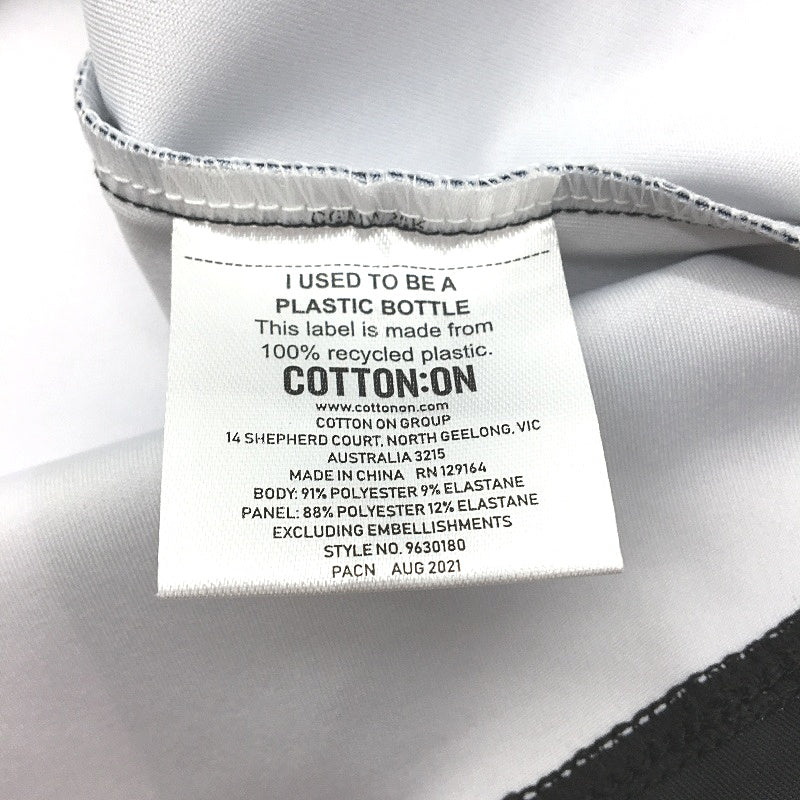 I USED TO BE A
PLASTIC BOTTLE
This label is made from
100% recycled plastic.
COTTON:ON
www.cottonon.com
COTTON ON GROUP
14 SHEPHERD COURT, NORTH GEELONG, VIC
AUSTRALIA 3215
MADE IN CHINA RN 129164
BODY: 91% POLYESTER 9% ELASTANE
PANEL: 88% POLYESTER 12% ELASTANE
EXCLUDING EMBELLISHMENTS
STYLE NO. 9630180
PACN AUG 2021